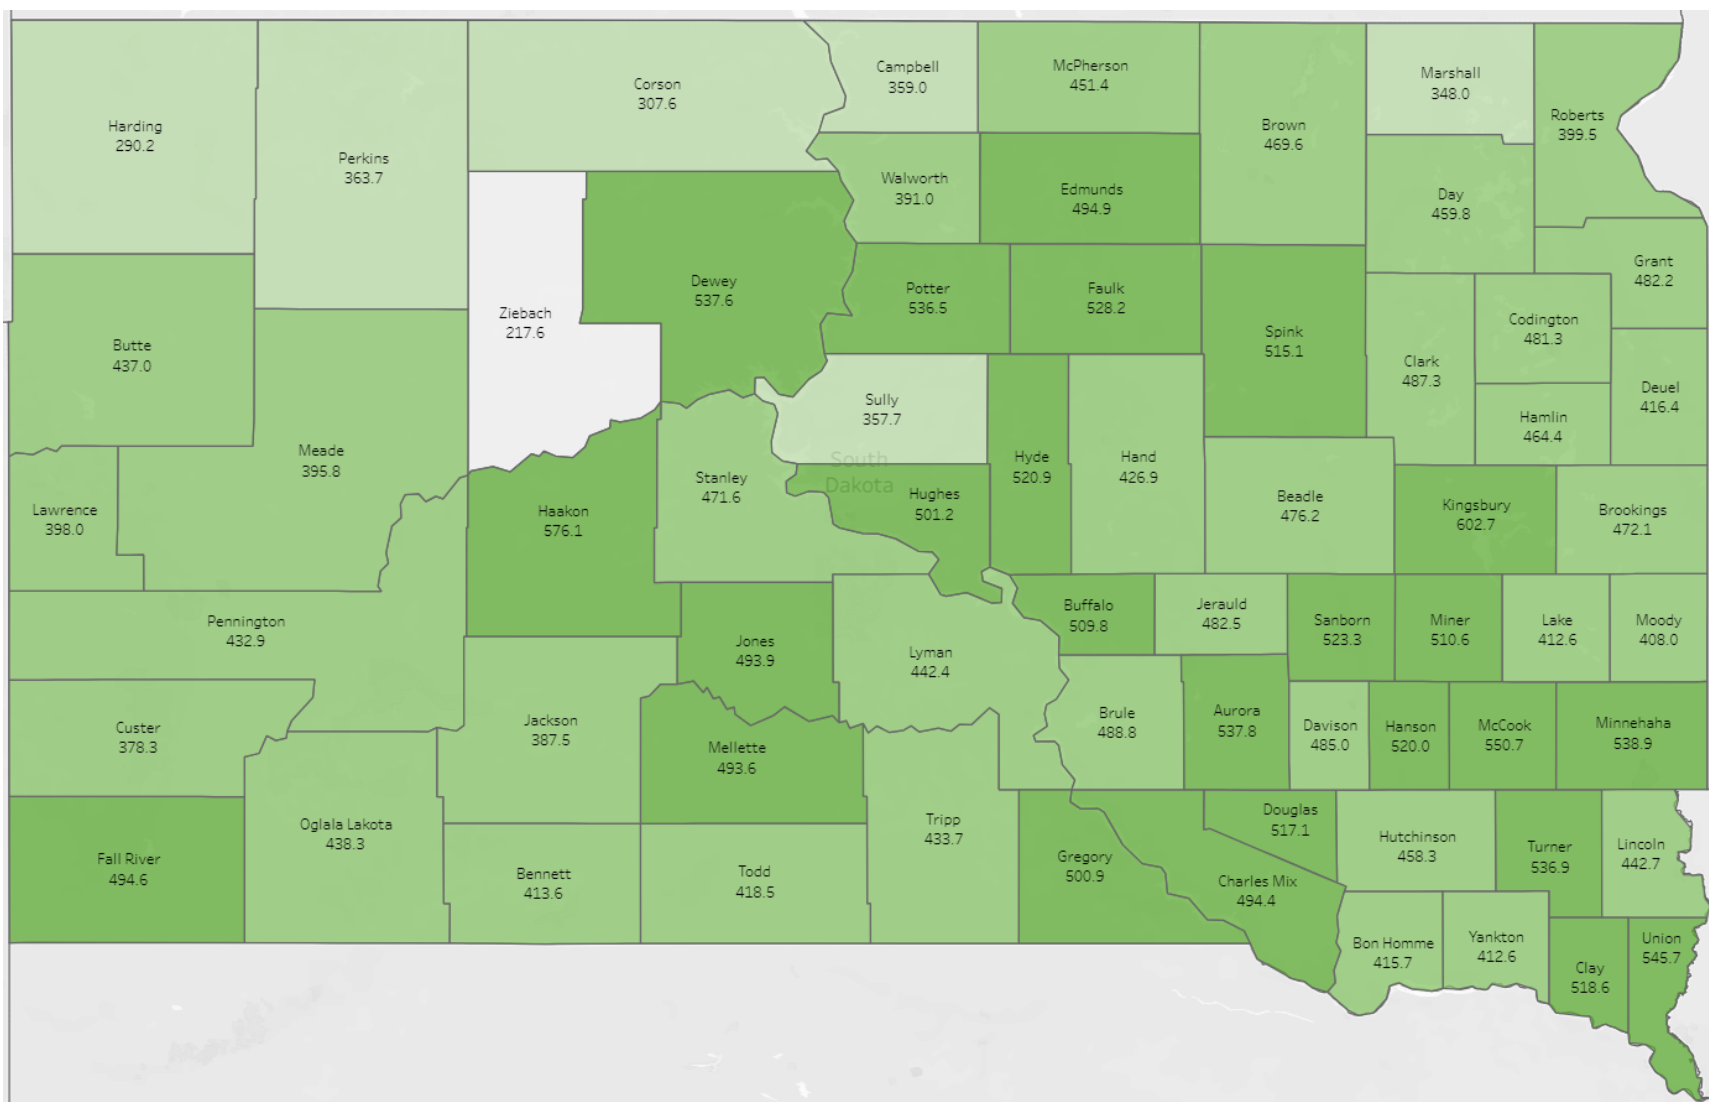 Harding
290.2
Perkins
363.7
Corson
307.6
Campbell
359.0
McPherson
451.4
Brown
469.6
Marshall
348.0
Roberts
399.5
Walworth
391.0
Edmunds
494.9
Day
459.8
Grant
482.2
Butte
437.0
Ziebach
217.6
Dewey
537.6
Potter
536.5
Faulk
528.2
Spink
515.1
Clark
487.3
Codington
481.3
Deuel
416.4
Hamlin
464.4
Meade
395.8
Lawrence
398.0
Haakon
576.1
Stanley
471.6
Sully
357.7
South
Dakota
Hughes
501.2
Hyde
520.9
Hand
426.9
Beadle
476.2
Kingsbury
602.7
Brookings
472.1
Pennington
432.9
Jones
493.9
Lyman
442.4
Buffalo
509.8
Jerauld
482.5
Sanborn
523.3
Miner
510.6
Lake
412.6
Moody
408.0
Custer
378.3
Jackson
387.5
Mellette
493.6
Brule
488.8
Aurora
537.8
Davison
485.0
Hanson
520.0
McCook
550.7
Minnehaha
538.9
Fall River
494.6
Oglala Lakota
438.3
Bennett
413.6
Todd
418.5
Tripp
433.7
Gregory
500.9
Douglas
517.1
Charles Mix
494.4
Hutchinson
458.3
Turner
536.9
Lincoln
442.7
Bon Homme
415.7
Yankton
412.6
Clay
518.6
Union
545.7